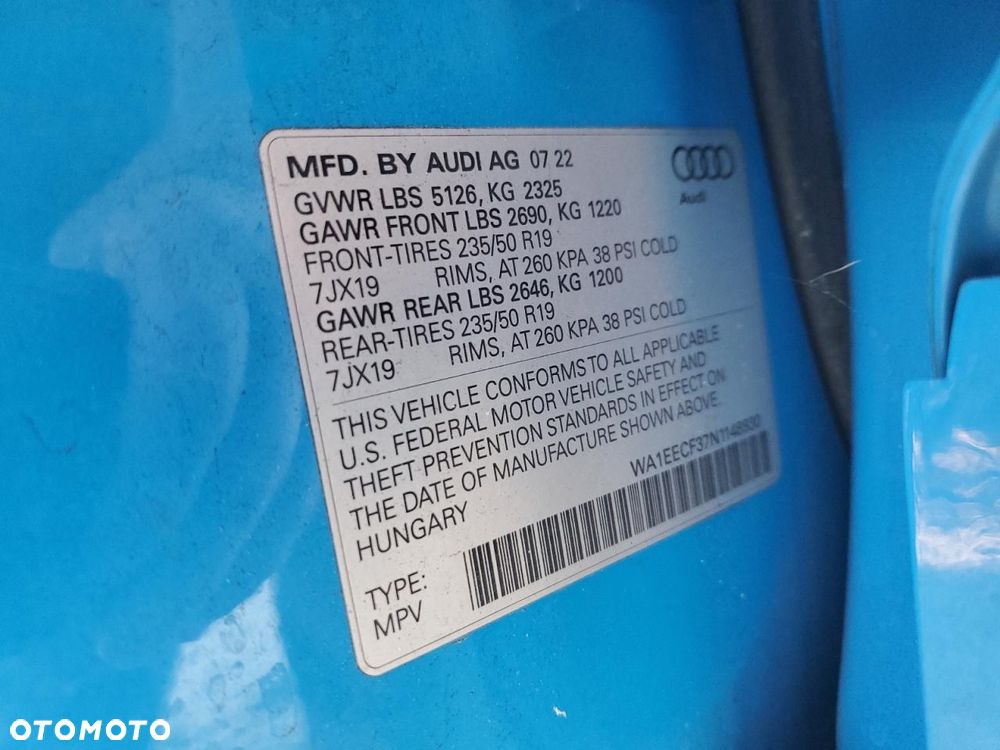 MFD. BY AUDI AG 07 22
Audi
GVWR LBS 5126, KG 2325
GAWR FRONT LBS 2690, KG 1220
FRONT-TIRES 235/50 R19
7JX19 RIMS, AT 260 KPA 38 PSI COLD
GAWR REAR LBS 2646, KG 1200
REAR-TIRES 235/50 R19
7JX19 RIMS, AT 260 KPA 38 PSI COLD
THIS VEHICLE CONFORMS TO ALL APPLICABLE
U.S. FEDERAL MOTOR VEHICLE SAFETY AND
THEFT PREVENTION STANDARDS IN EFFECT ON
THE DATE OF MANUFACTURE SHOWN ABOVE.
HUNGARY
WA1EECF37N1148930
TYPE:
MPV
OTOMOTO